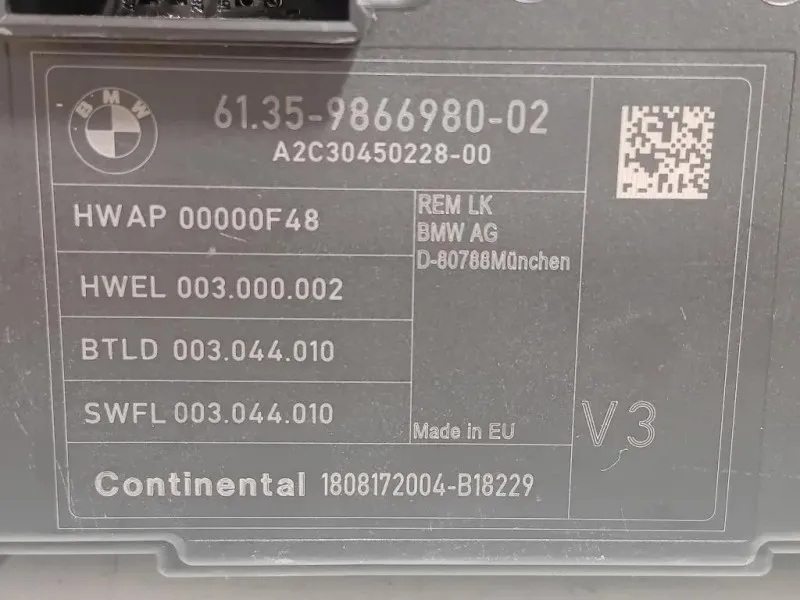 BMW
61.35-9866980-02
A2C30450228-00
HWAP 00000F48
REM LK
BMW AG
D-80788München
HWEL 003.000.002
BTLD 003.044.010
SWFL 003.044.010
Made in EU
V3
Continental 1808172004-B18229